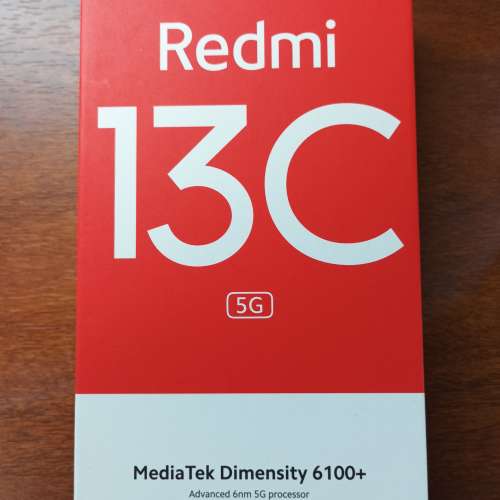 Redmi
13C
5G
MediaTek Dimensity 6100+
Advanced 6nm 5G processor